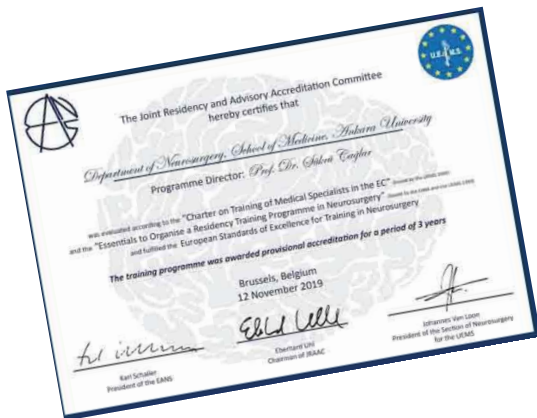 U.E.M.S.
The Joint Residency and Advisory Accreditation Committee
hereby certifies that
Department of Neurosurgery, School of Medicine, Ankara University
Programme Director: Prof. Dr. Şükrü Çağlar
was evaluated according to the "Charter on Training of Medical Specialists in the EC"
and the "Essentials to Organise a Residency Training Programme in Neurosurgery"
and fulfilled the European Standards of Excellence for Training in Neurosurgery
The training programme was awarded provisional accreditation for a period of 3 years
Brussels, Belgium
12 November 2019
Karl Schaller
President of the EANS
Eberhard Uhl
Chairman of JRAAC
Johannes Van Loon
President of the Section of Neurosurgery
for the UEMS